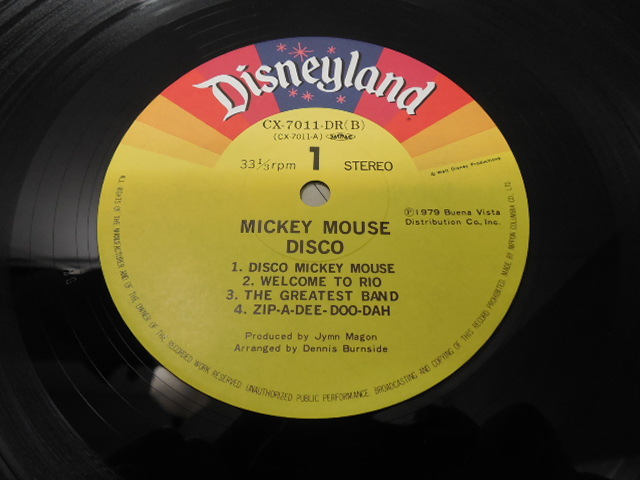 Disneyland
CX-7011-DR(B)
(CX-7011-A)
33⅓rpm 1 STEREO
© Walt Disney Productions
MICKEY MOUSE
DISCO
℗1979 Buena Vista
Distribution Co., Inc.
1. DISCO MICKEY MOUSE
2. WELCOME TO RIO
3. THE GREATEST BAND
4. ZIP-A-DEE-DOO-DAH
Produced by Jymn Magon
Arranged by Dennis Burnside
ALL RIGHTS OF THE MANUFACTURER AND OF THE OWNER OF THE RECORDED WORK RESERVED. UNAUTHORIZED PUBLIC PERFORMANCE, BROADCASTING AND COPYING OF THIS RECORD PROHIBITED. MADE BY NIPPON COLUMBIA CO., LTD.